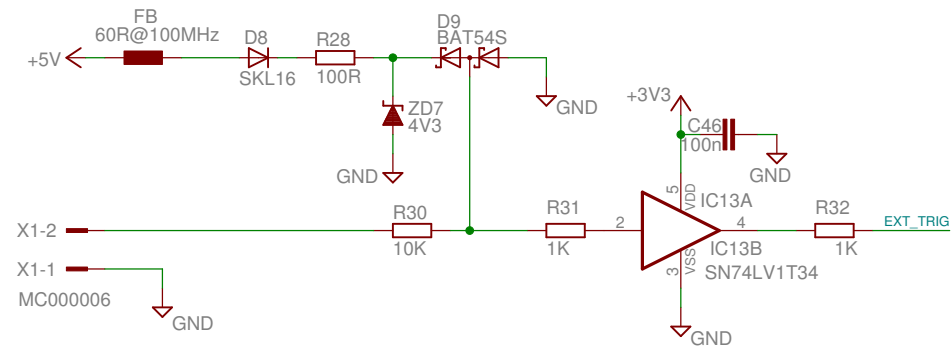 FB
60R@100MHz
+5V
D8
SKL16
R28
100R
D9
BAT54S
GND
ZD7
4V3
GND
+3V3
C46
100n
GND
X1-2
R30
10K
R31
1K
2
5
VDD
IC13A
4
IC13B
3
VSS
SN74LV1T34
R32
1K
EXT_TRIG
X1-1
MC000006
GND
GND